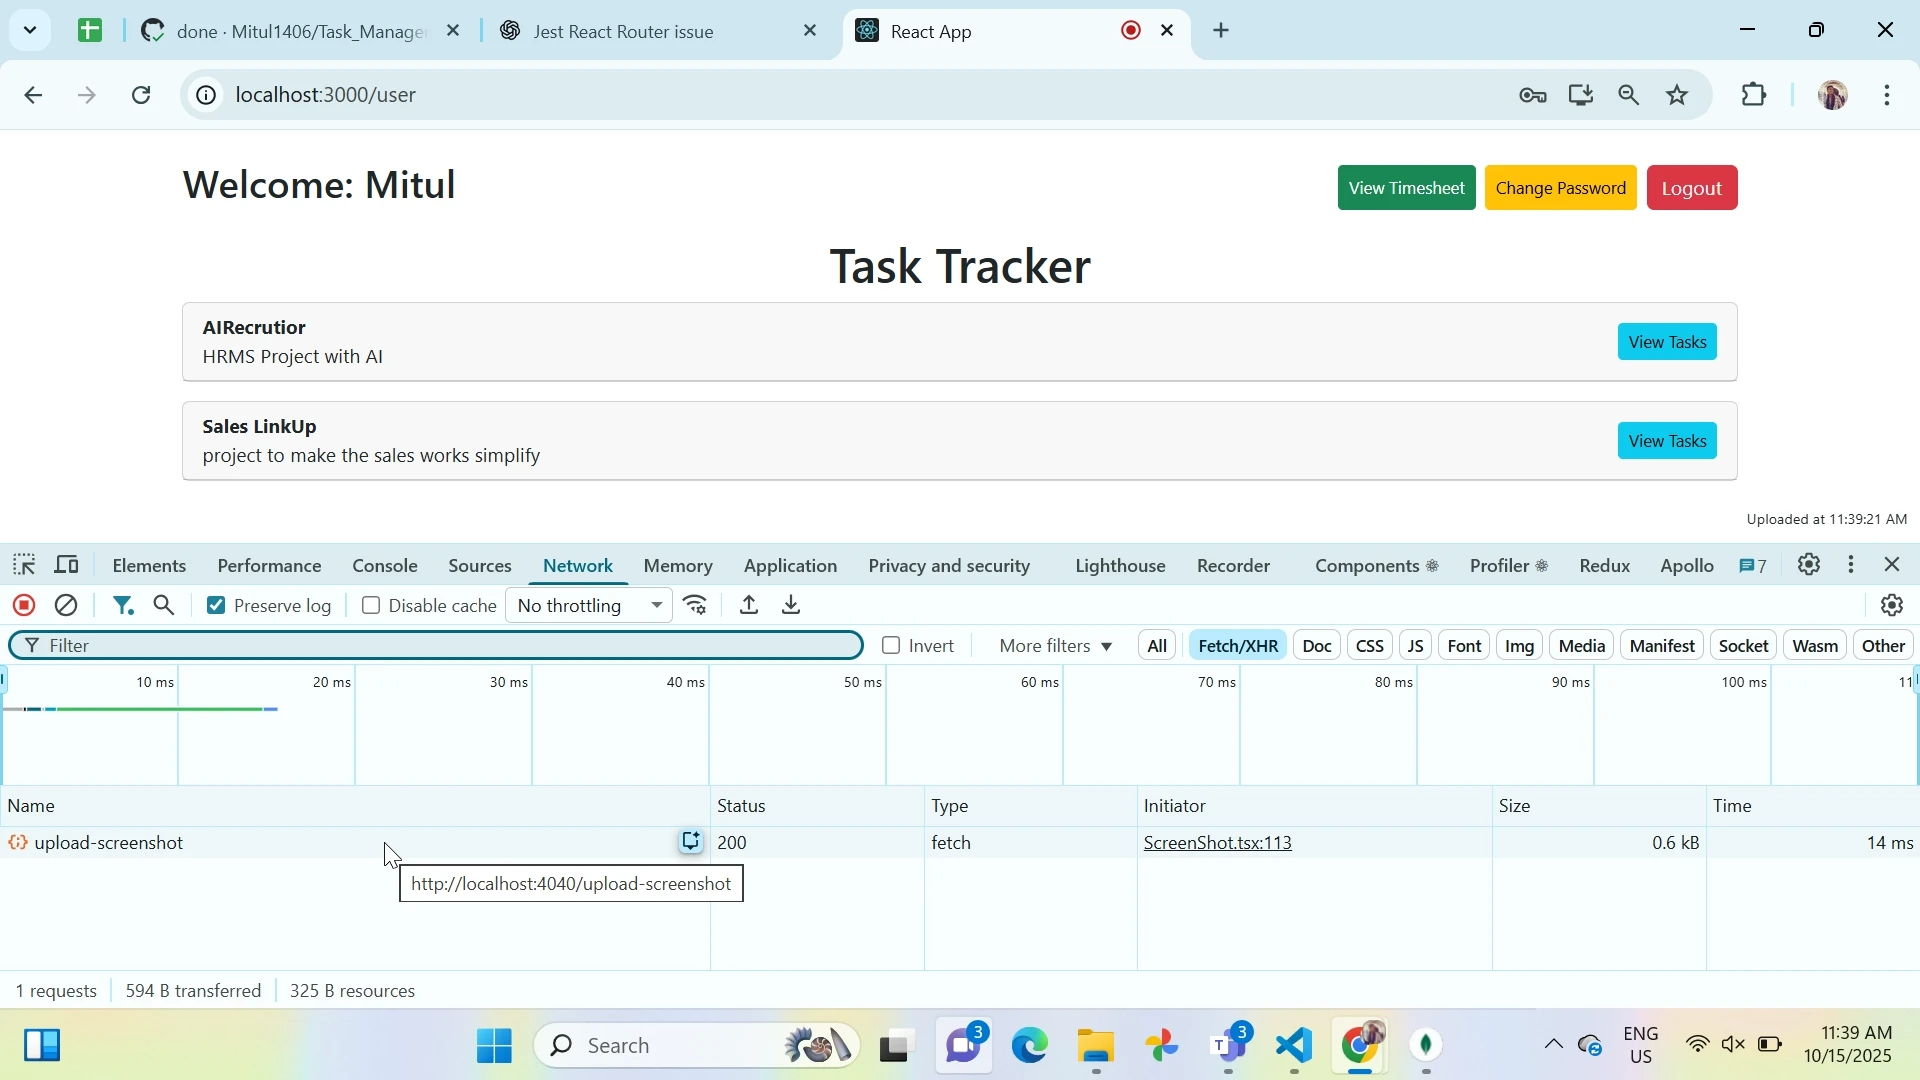 done · Mitul1406/Task_Manage
Jest React Router issue
React App
localhost:3000/user
Welcome: Mitul
View Timesheet
Change Password
Logout
Task Tracker
AIRecrutior
HRMS Project with AI
View Tasks
Sales LinkUp
project to make the sales works simplify
View Tasks
Uploaded at 11:39:21 AM
Elements Performance Console Sources Network Memory Application Privacy and security Lighthouse Recorder Components Profiler Redux Apollo 7
Preserve log Disable cache No throttling
Filter Invert More filters All Fetch/XHR Doc CSS JS Font Img Media Manifest Socket Wasm Other
10 ms 20 ms 30 ms 40 ms 50 ms 60 ms 70 ms 80 ms 90 ms 100 ms 11
Name Status Type Initiator Size Time
upload-screenshot 200 fetch ScreenShot.tsx:113 0.6 kB 14 ms
http://localhost:4040/upload-screenshot
1 requests 594 B transferred 325 B resources
Search 3 T 3 ENG 11:39 AM
US 10/15/2025